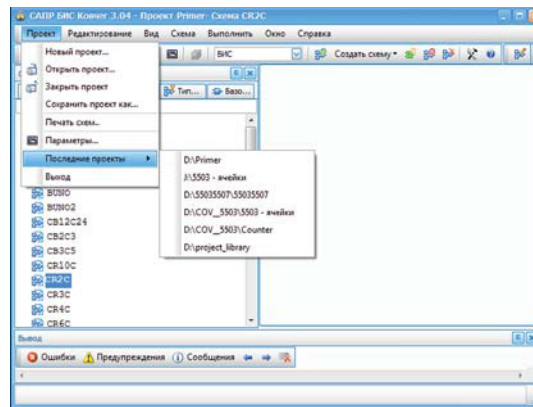 САПР БИС Ковчег 3.04 - Проект Primer- Схема CR2C
Проект Редактирование Вид Схема Выполнить Окно Справка
БИС Создать схему
Новый проект...
Открыть проект...
Закрыть проект
Сохранить проект как...
Тип... Базо...
Печать схем...
Параметры...
Последние проекты
D:\Primer
Выход
J:\5503 - ячейки
D:\55035507\55035507
BUNO
D:\COV_5503\5503 - ячейки
BUNO2
D:\COV_5503\Counter
CB12C24
D:\project_library
CB2C3
CB3C5
CR10C
CR2C
CR3C
CR4C
CR6C
Вывод
Ошибки Предупреждения Сообщения